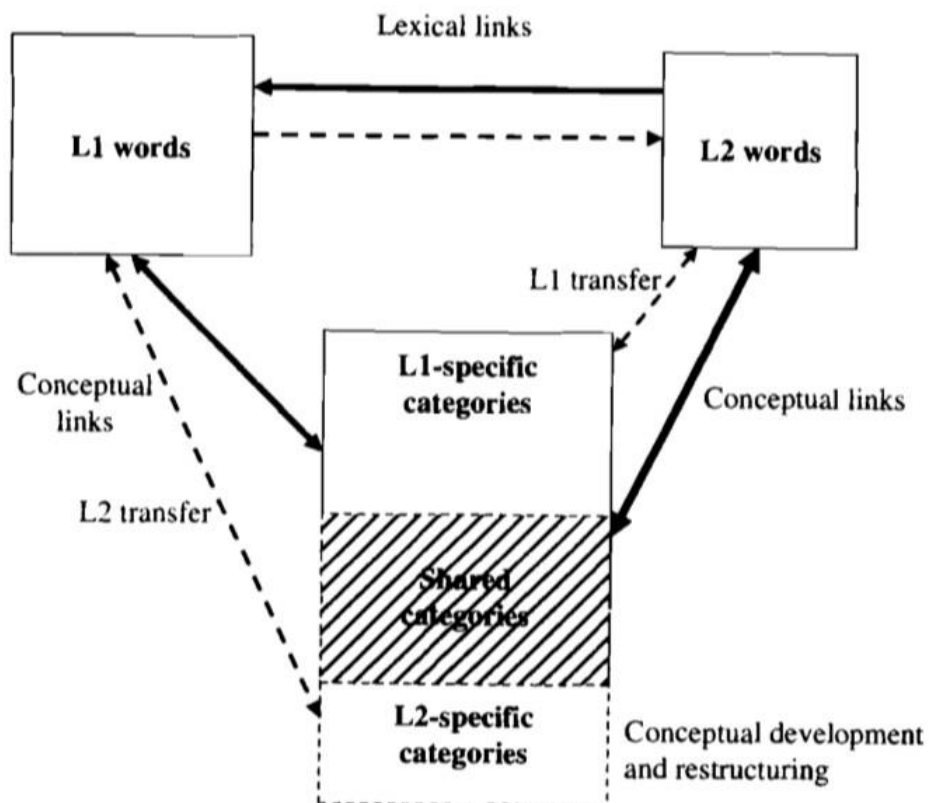 Lexical links
L1 words
L2 words
L1 transfer
L1-specific
categories
Conceptual
links
Conceptual links
L2 transfer
Shared
categories
L2-specific
categories
Conceptual development
and restructuring